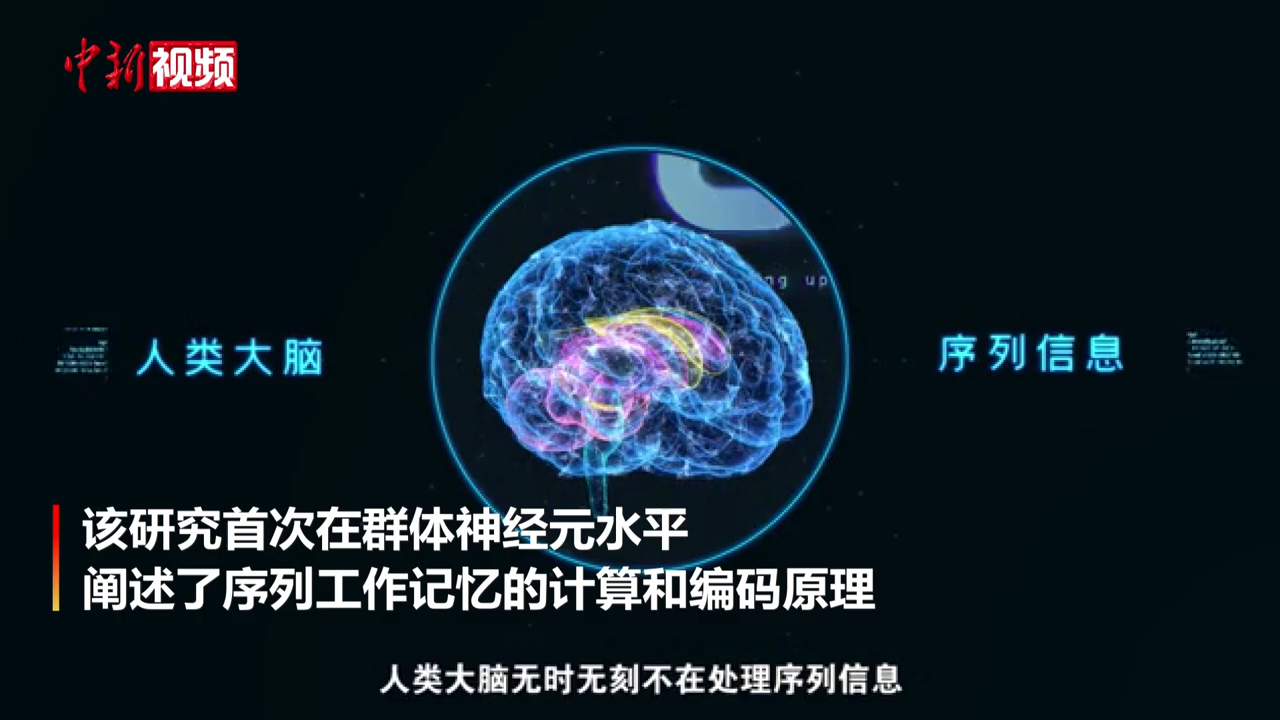 中新视频
ng up
人类大脑
序列信息
该研究首次在群体神经元水平
阐述了序列工作记忆的计算和编码原理
人类大脑无时无刻不在处理序列信息